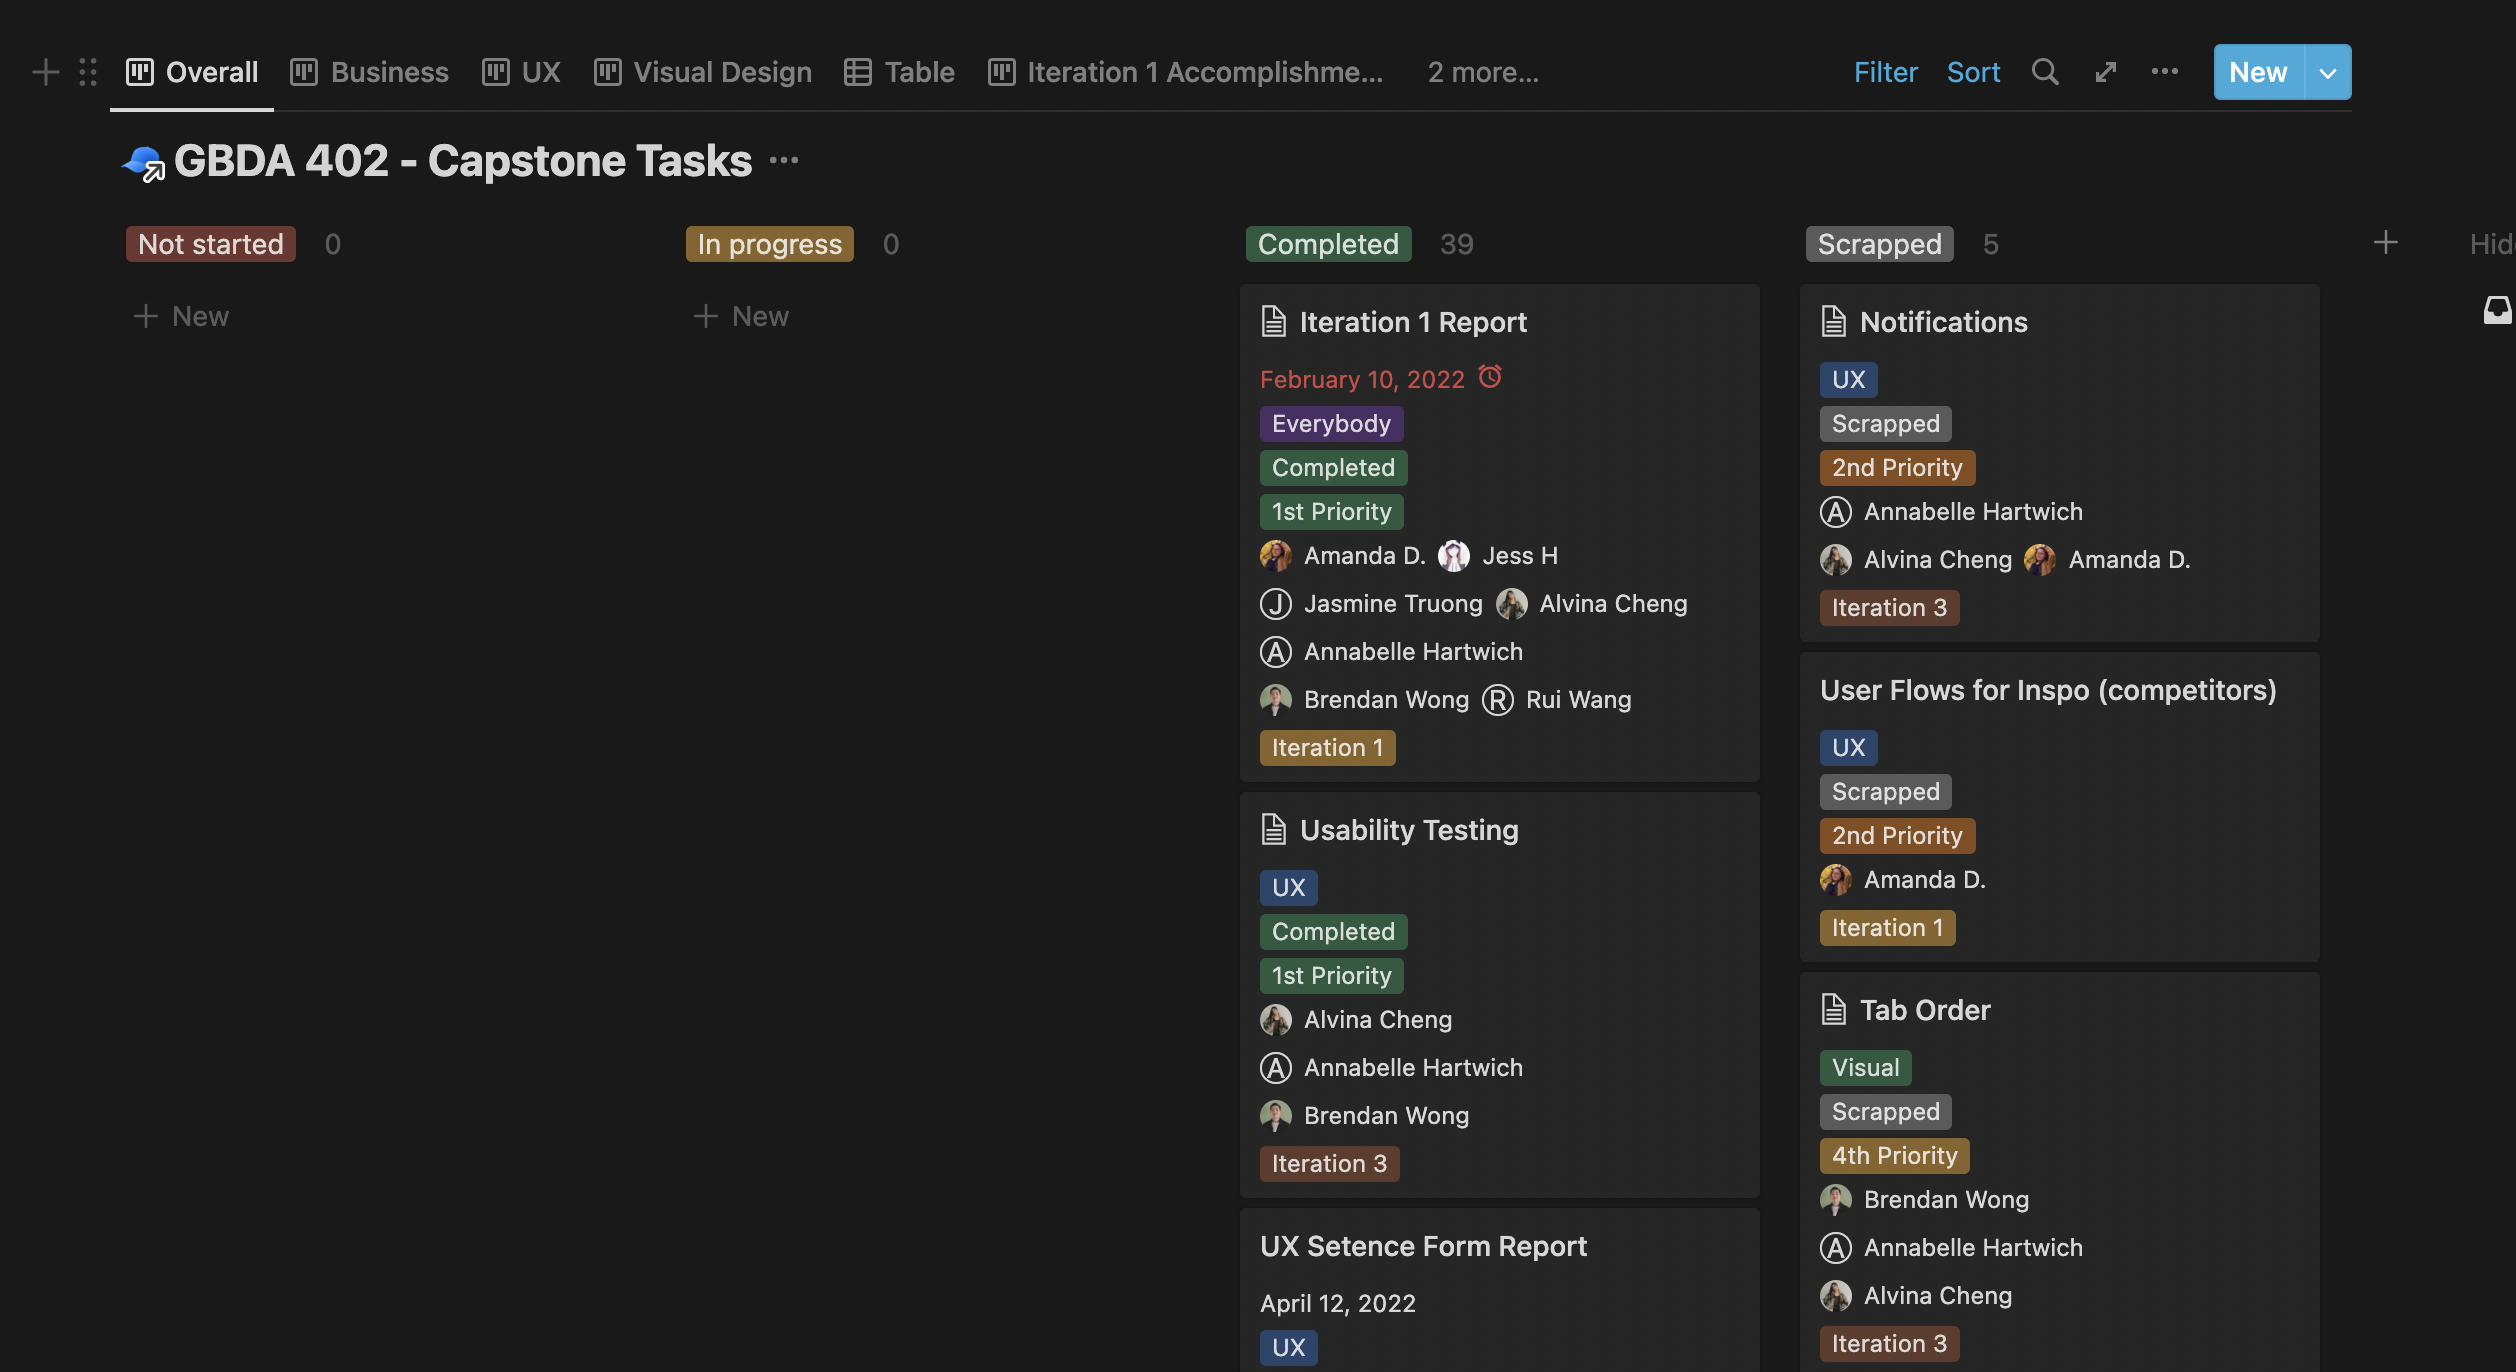 Overall Business UX Visual Design Table Iteration 1 Accomplishme... 2 more... Filter Sort New
GBDA 402 - Capstone Tasks
Not started 0
+ New
In progress 0
+ New
Completed 39
Iteration 1 Report
February 10, 2022
Everybody
Completed
1st Priority
Amanda D. Jess H
J Jasmine Truong Alvina Cheng
A Annabelle Hartwich
Brendan Wong R Rui Wang
Iteration 1
Usability Testing
UX
Completed
1st Priority
Alvina Cheng
A Annabelle Hartwich
Brendan Wong
Iteration 3
UX Setence Form Report
April 12, 2022
UX
Scrapped 5
Notifications
UX
Scrapped
2nd Priority
A Annabelle Hartwich
Alvina Cheng Amanda D.
Iteration 3
User Flows for Inspo (competitors)
UX
Scrapped
2nd Priority
Amanda D.
Iteration 1
Tab Order
Visual
Scrapped
4th Priority
Brendan Wong
A Annabelle Hartwich
Alvina Cheng
Iteration 3